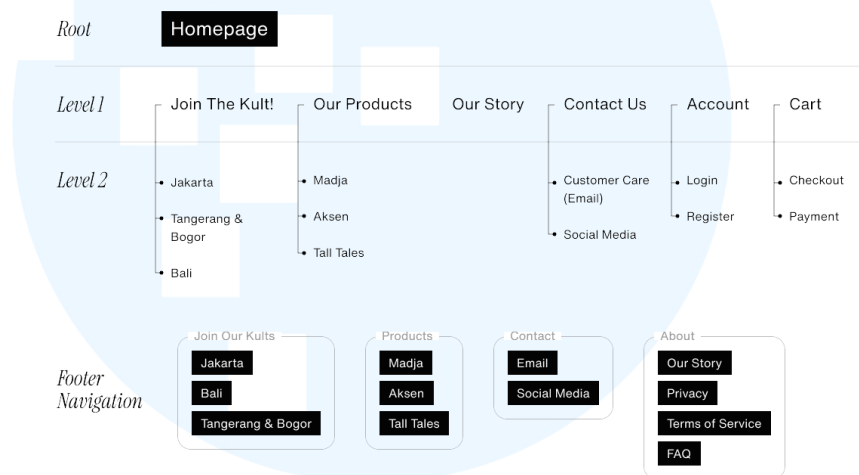 Root
Homepage
Level 1
Join The Kult!
Our Products
Our Story
Contact Us
Account
Cart
Level 2
Jakarta
Tangerang &
Bogor
Bali
Madja
Aksen
Tall Tales
Customer Care
(Email)
Social Media
Login
Register
Checkout
Payment
Footer
Navigation
Join Our Kults
Jakarta
Bali
Tangerang & Bogor
Products
Madja
Aksen
Tall Tales
Contact
Email
Social Media
About
Our Story
Privacy
Terms of Service
FAQ